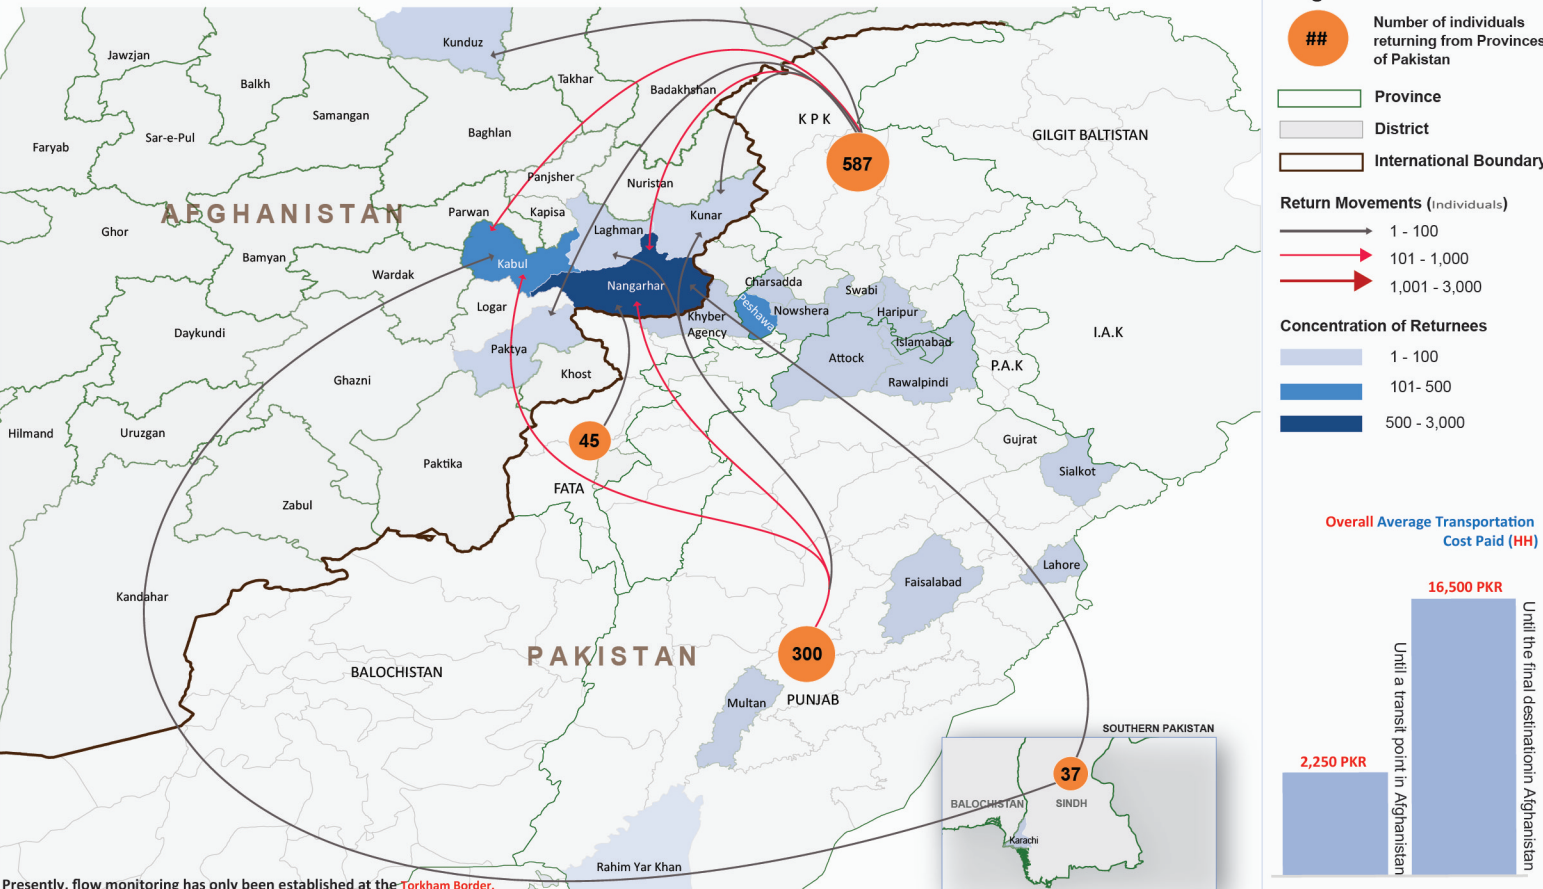 Kunduz
Jawzjan
Balkh
Takhar
Badakhshan
Samangan
Baghlan
Sar-e-Pul
Faryab
K P K
GILGIT BALTISTAN
587
Panjsher
Nuristan
AFGHANISTAN
Parwan
Kapisa
Kunar
Ghor
Laghman
Bamyan
Kabul
Wardak
Nangarhar
Charsadda
Swabi
Logar
Peshawa
Nowshera
Haripur
Khyber
Agency
Daykundi
I.A.K
Islamabad
Paktya
Attock
P.A.K
Khost
Ghazni
Rawalpindi
Hilmand
Uruzgan
45
Gujrat
Paktika
Sialkot
FATA
Zabul
Lahore
Faisalabad
Kandahar
300
PAKISTAN
BALOCHISTAN
Multan
PUNJAB
SOUTHERN PAKISTAN
37
BALOCHISTAN
SINDH
Karachi
Rahim Yar Khan
Presently, flow monitoring has only been established at the Torkham Border.
##
Number of individuals
returning from Provinces
of Pakistan
Province
District
International Boundary
Return Movements (Individuals)
1 - 100
101 - 1,000
1,001 - 3,000
Concentration of Returnees
1 - 100
101- 500
500 - 3,000
Overall Average Transportation
Cost Paid (HH)
16,500 PKR
2,250 PKR
Until a transit point in Afghanistan
Until the final destinationin Afghanistan